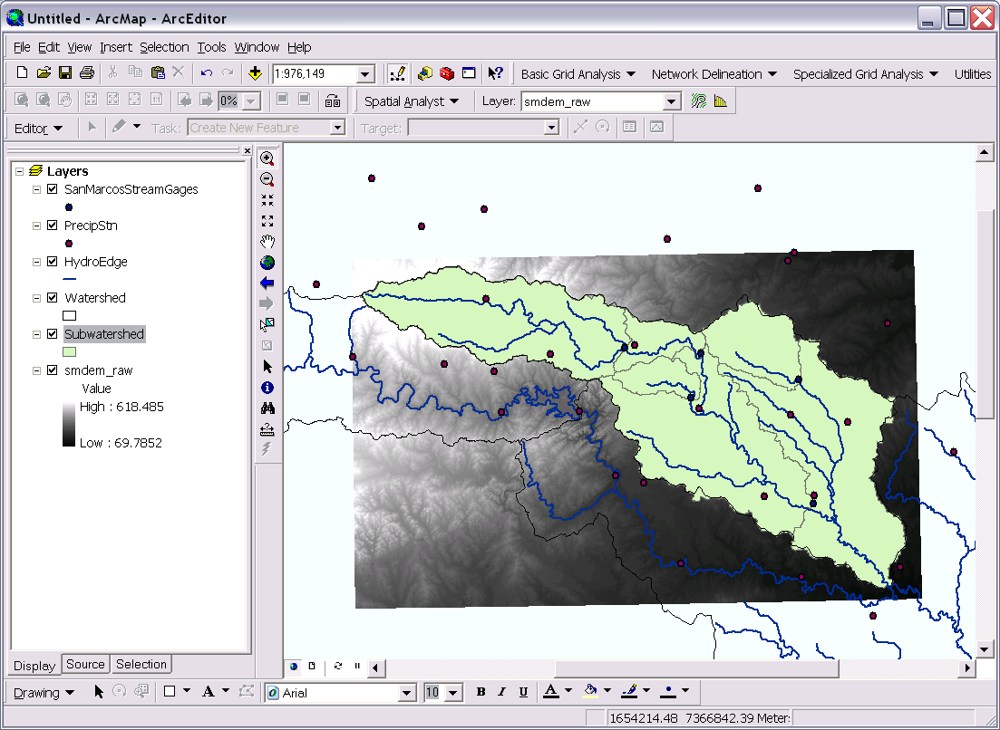 Untitled - ArcMap - ArcEditor
File Edit View Insert Selection Tools Window Help
1:976,149 Basic Grid Analysis Network Delineation Specialized Grid Analysis Utilities
0% Spatial Analyst Layer: smdem_raw
Editor Task: Create New Feature Target:
Layers
SanMarcosStreamGages
PrecipStn
HydroEdge
Watershed
Subwatershed
smdem_raw
Value
High : 618.485
Low : 69.7852
Display Source Selection
Drawing A Arial 10 B I U A
1654214.48 7366842.39 Meter: